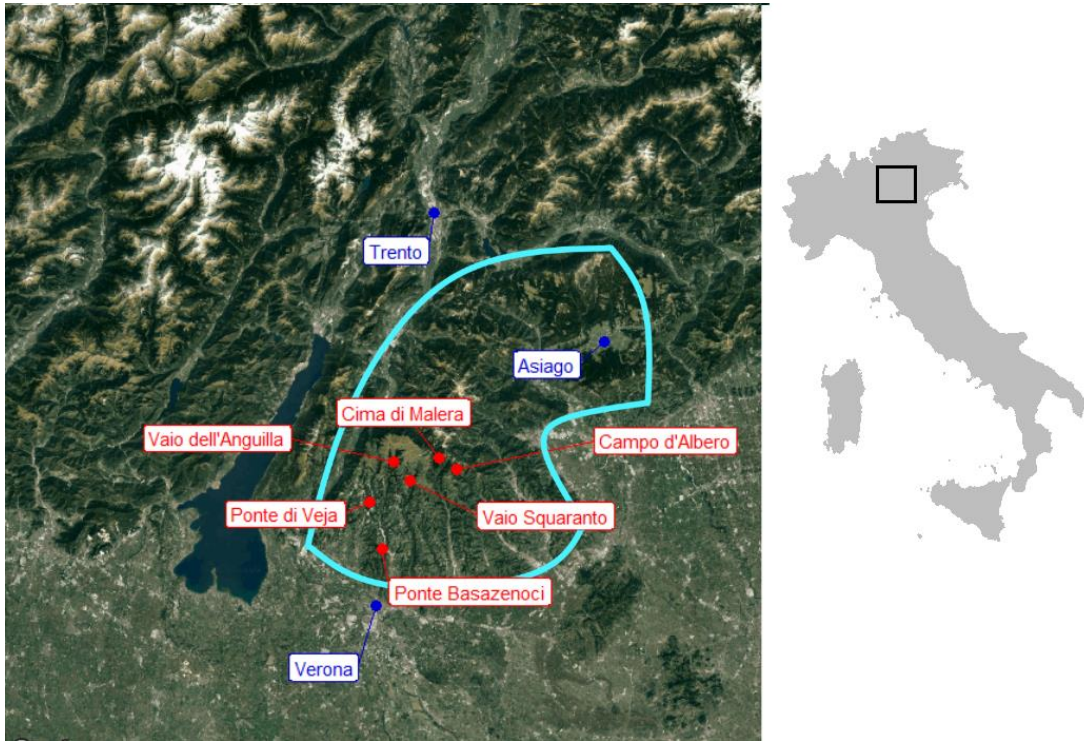 Trento
Asiago
Cima di Malera
Vaio dell'Anguilla
Campo d'Albero
Ponte di Veja
Vaio Squaranto
Ponte Basazenoci
Verona